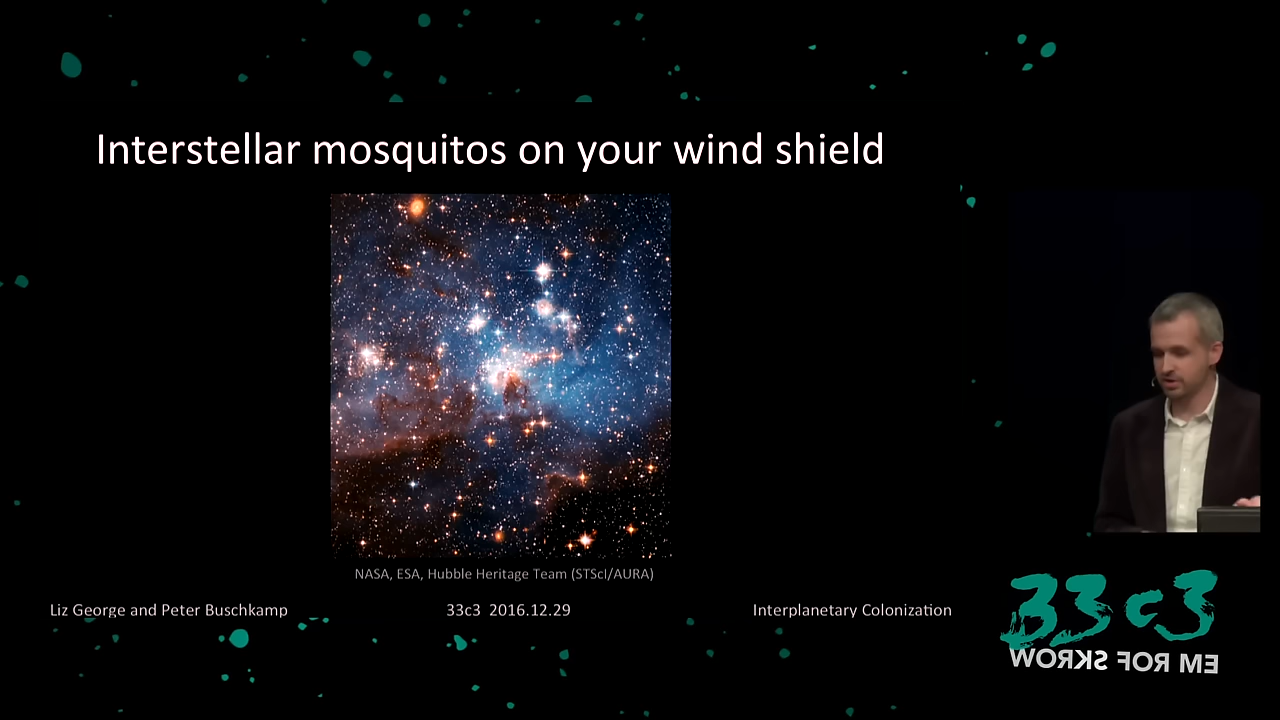 Interstellar mosquitos on your wind shield
NASA, ESA, Hubble Heritage Team (STScI/AURA)
Liz George and Peter Buschkamp
33c3 2016.12.29
Interplanetary Colonization
33c3
WORKS FOR ME